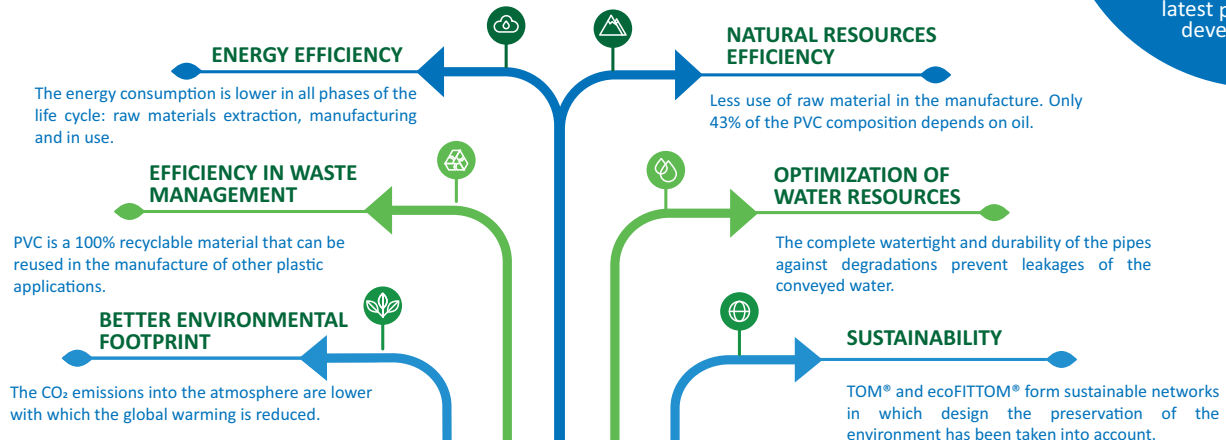 latest p
deve
ENERGY EFFICIENCY
The energy consumption is lower in all phases of the
life cycle: raw materials extraction, manufacturing
and in use.
NATURAL RESOURCES
EFFICIENCY
Less use of raw material in the manufacture. Only
43% of the PVC composition depends on oil.
EFFICIENCY IN WASTE
MANAGEMENT
PVC is a 100% recyclable material that can be
reused in the manufacture of other plastic
applications.
OPTIMIZATION OF
WATER RESOURCES
The complete watertight and durability of the pipes
against degradations prevent leakages of the
conveyed water.
BETTER ENVIRONMENTAL
FOOTPRINT
The CO₂ emissions into the atmosphere are lower
with which the global warming is reduced.
SUSTAINABILITY
TOM® and ecoFITTOM® form sustainable networks
in which design the preservation of the
environment has been taken into account.